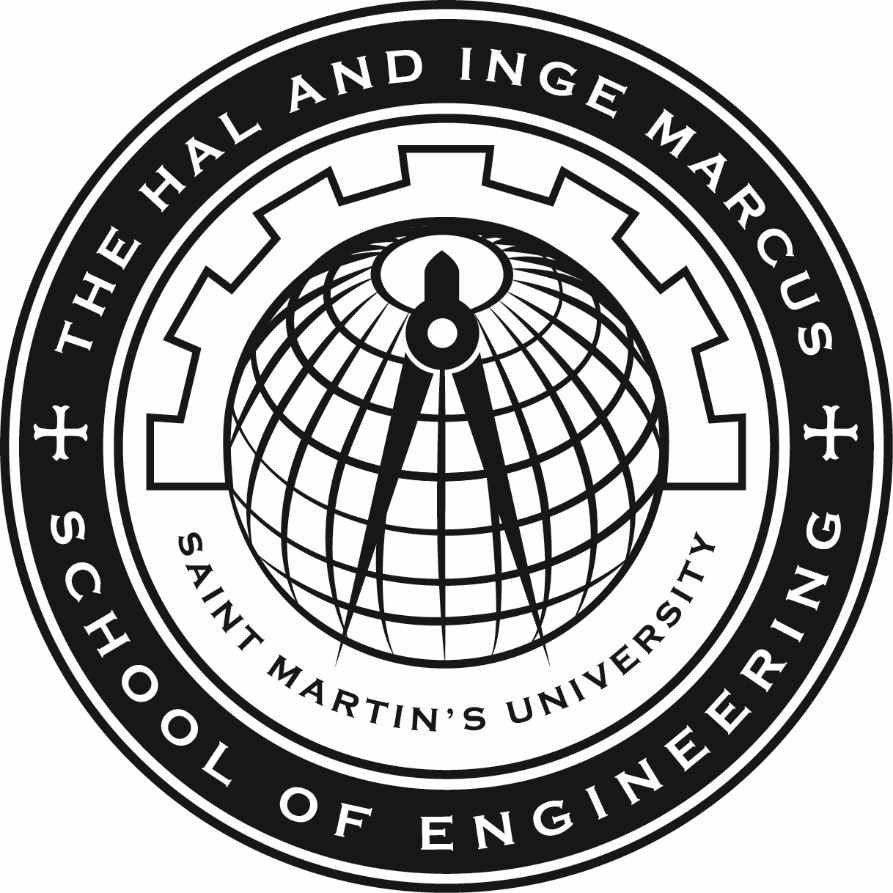 THE HAL AND INGE MARCUS
SCHOOL OF ENGINEERING
SAINT MARTIN'S UNIVERSITY